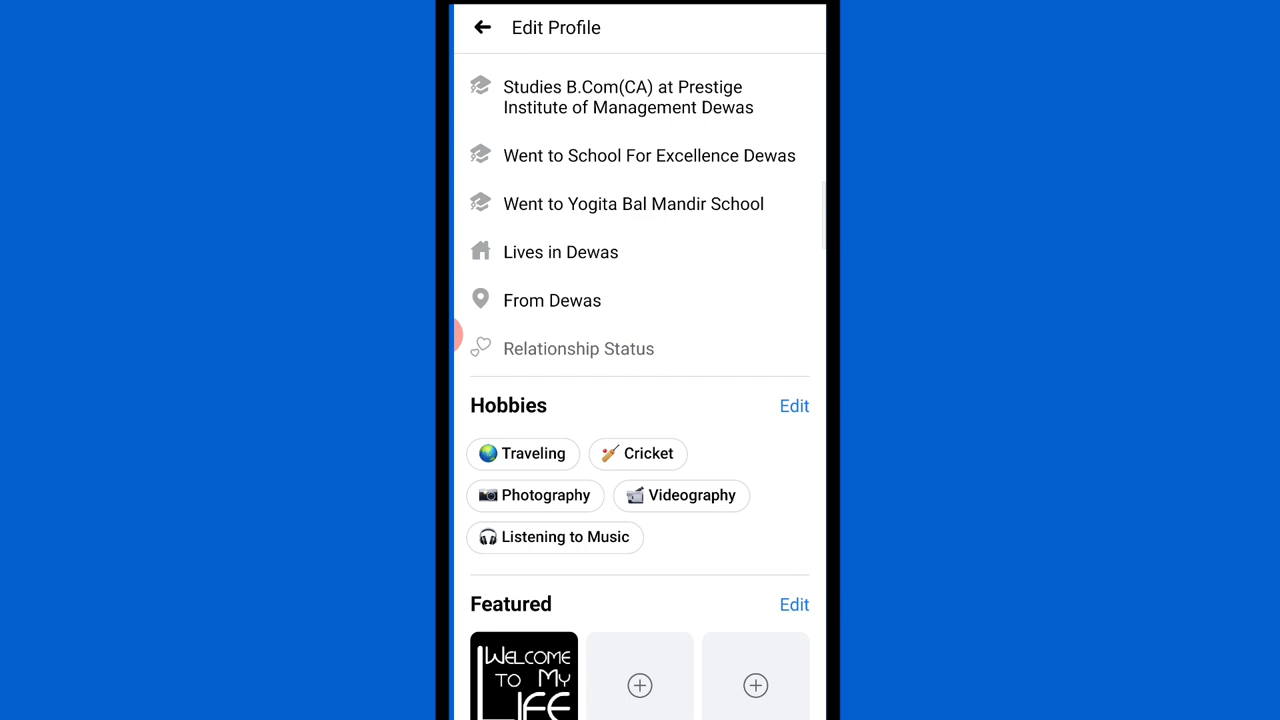 Edit Profile
Studies B.Com(CA) at Prestige
Institute of Management Dewas
Went to School For Excellence Dewas
Went to Yogita Bal Mandir School
Lives in Dewas
From Dewas
Relationship Status
Hobbies Edit
Traveling Cricket
Photography Videography
Listening to Music
Featured Edit
WELCOME
TO MY
LIFE